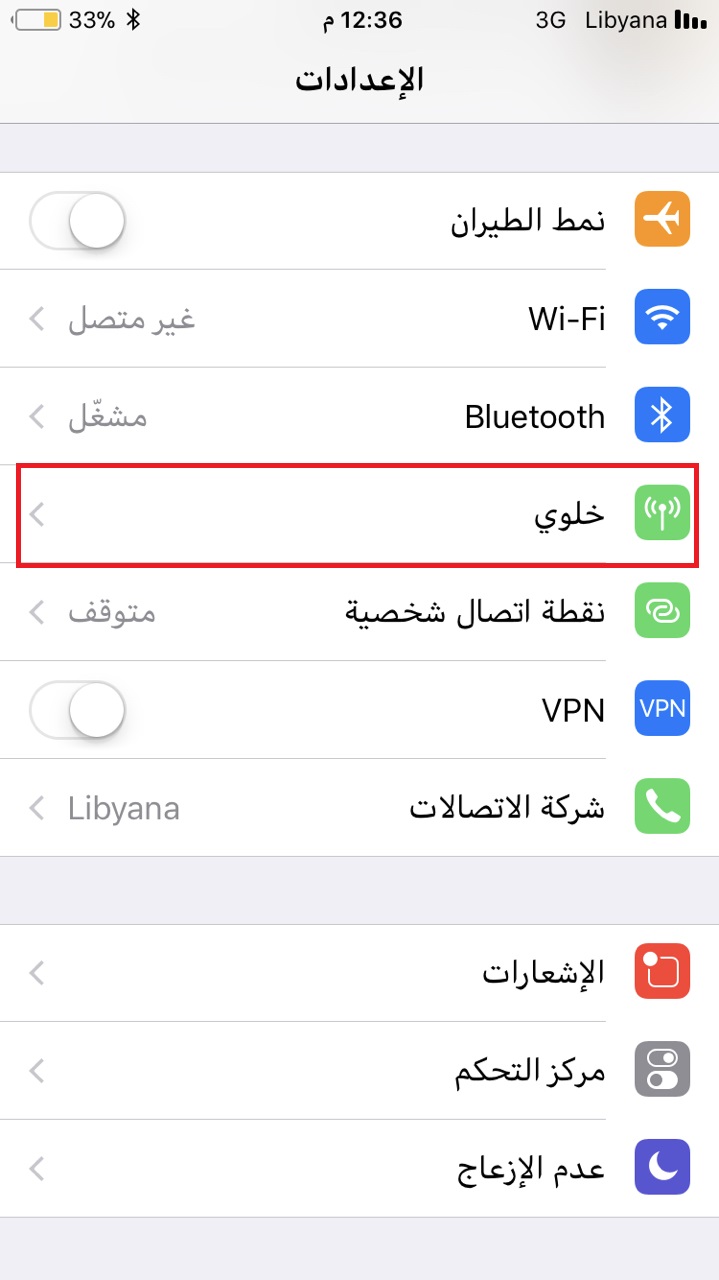 33% 12:36 م 3G Libyana
الإعدادات
نمط الطيران
Wi-Fi غير متصل
Bluetooth مشغّل
خلوي
نقطة اتصال شخصية متوقف
VPN VPN
شركة الاتصالات Libyana
الإشعارات
مركز التحكم
عدم الإزعاج